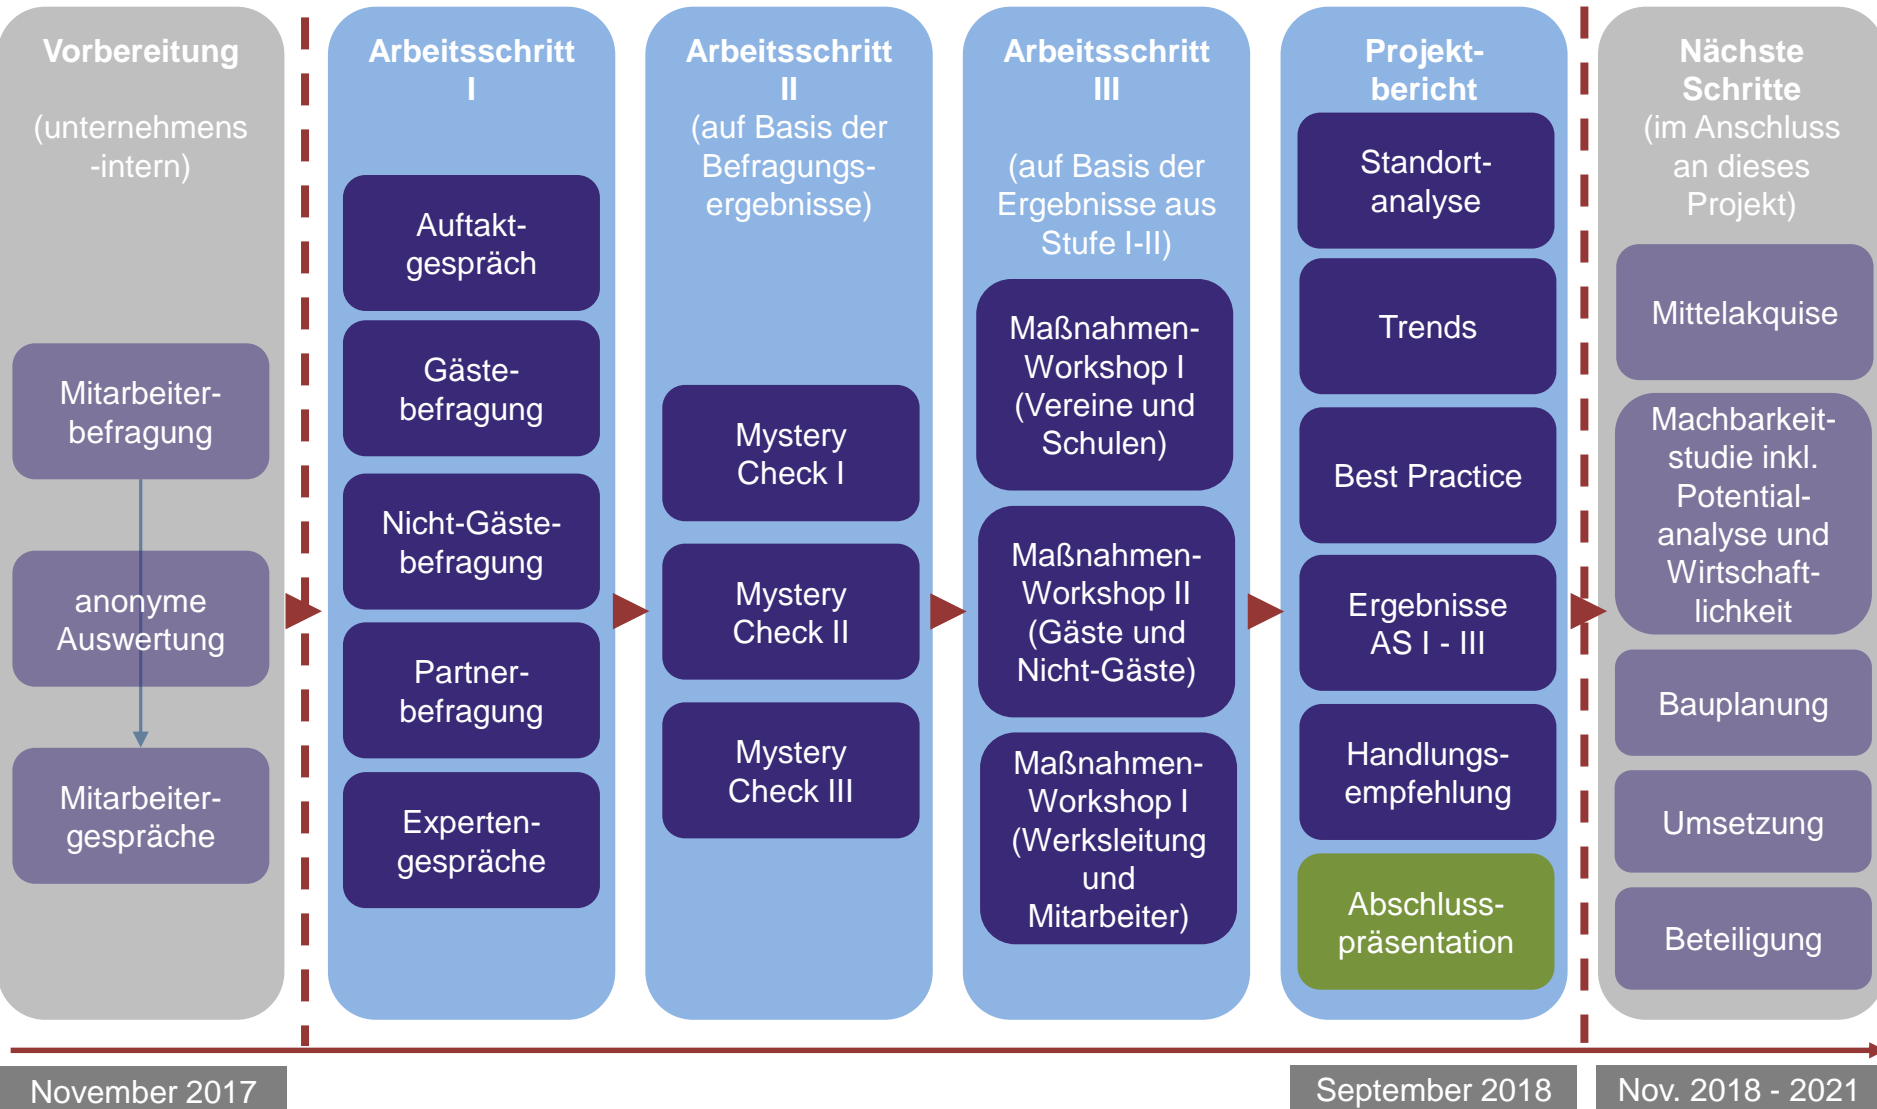 Vorbereitung
(unternehmens
-intern)
Mitarbeiter-
befragung
anonyme
Auswertung
Mitarbeiter-
gespräche
Arbeitsschritt
I
Auftakt-
gespräch
Gäste-
befragung
Nicht-Gäste-
befragung
Partner-
befragung
Experten-
gespräche
Arbeitsschritt
II
(auf Basis der
Befragungs-
ergebnisse)
Mystery
Check I
Mystery
Check II
Mystery
Check III
Arbeitsschritt
III
(auf Basis der
Ergebnisse aus
Stufe I-II)
Maßnahmen-
Workshop I
(Vereine und
Schulen)
Maßnahmen-
Workshop II
(Gäste und
Nicht-Gäste)
Maßnahmen-
Workshop I
(Werksleitung
und
Mitarbeiter)
Projekt-
bericht
Standort-
analyse
Trends
Best Practice
Ergebnisse
AS I - III
Handlungs-
empfehlung
Abschluss-
präsentation
Nächste
Schritte
(im Anschluss
an dieses
Projekt)
Mittelakquise
Machbarkeit-
studie inkl.
Potential-
analyse und
Wirtschaft-
lichkeit
Bauplanung
Umsetzung
Beteiligung
November 2017
September 2018
Nov. 2018 - 2021